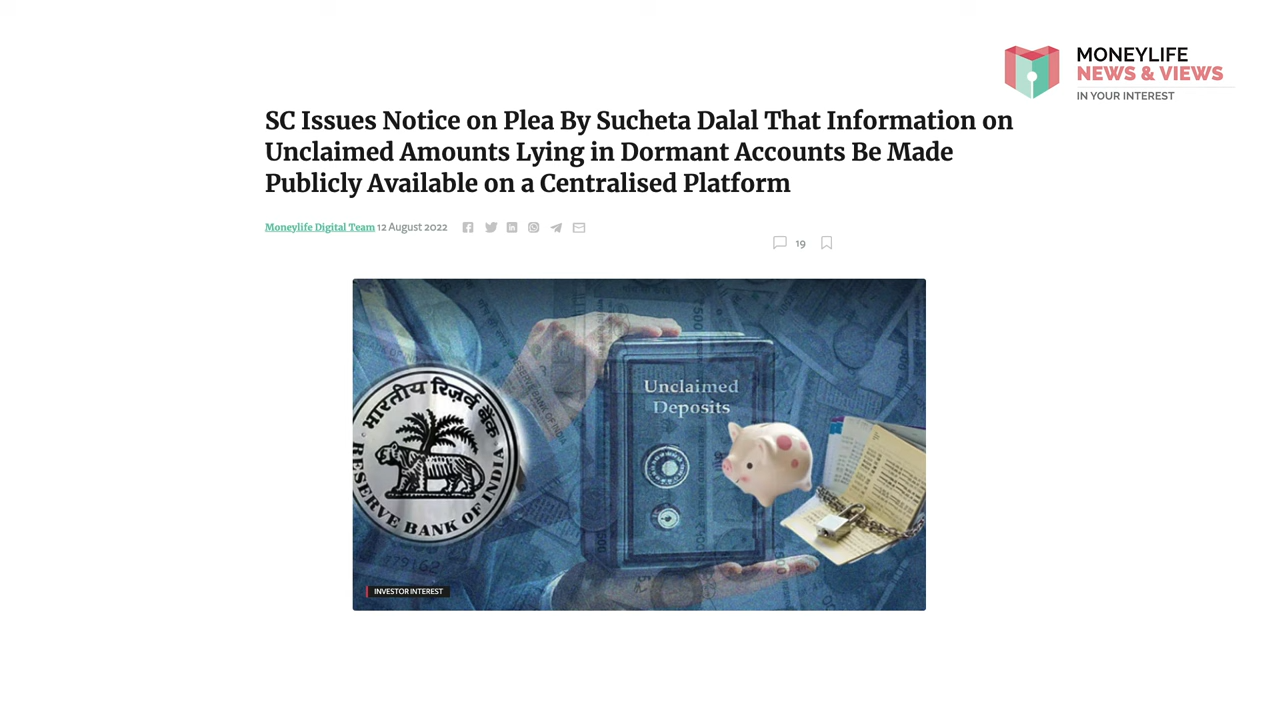 MONEYLIFE
NEWS & VIEWS
IN YOUR INTEREST
SC Issues Notice on Plea By Sucheta Dalal That Information on
Unclaimed Amounts Lying in Dormant Accounts Be Made
Publicly Available on a Centralised Platform
Moneylife Digital Team 12 August 2022
19
Unclaimed
Deposits
भारतीय रिज़र्व बैंक
RESERVE BANK OF INDIA
INVESTOR INTEREST